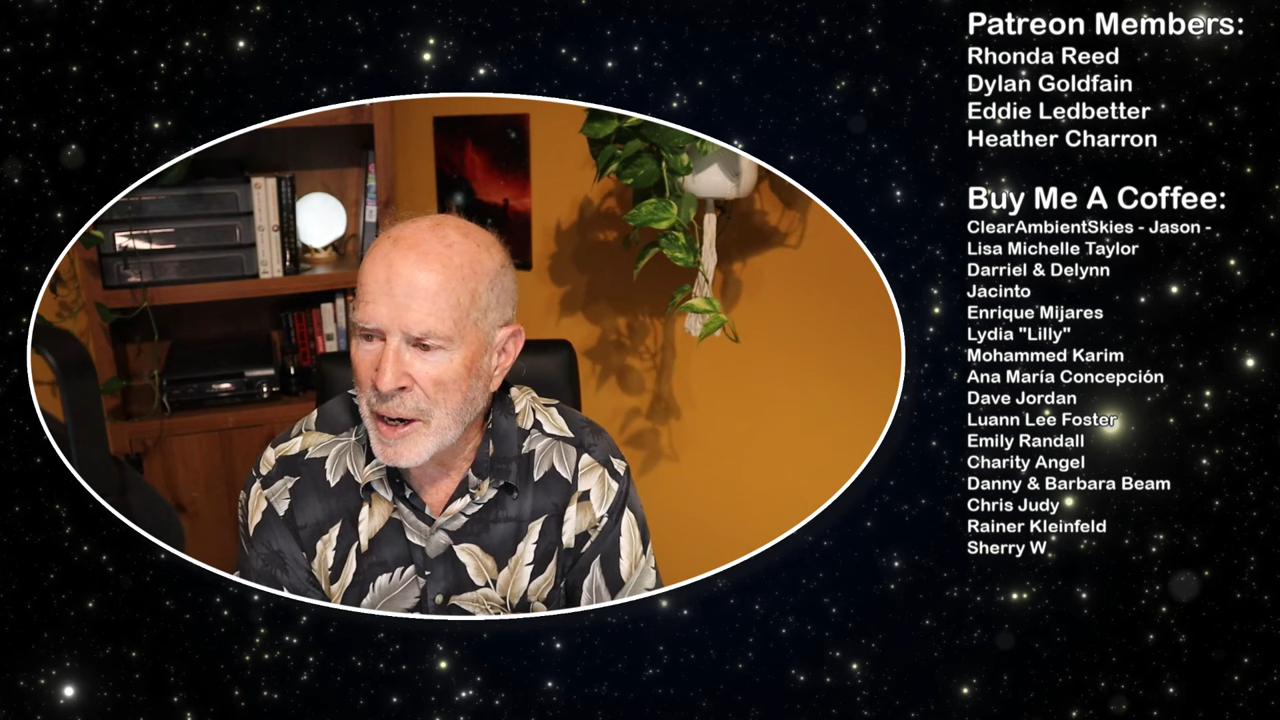 Patreon Members:
Rhonda Reed
Dylan Goldfain
Eddie Ledbetter
Heather Charron
Buy Me A Coffee:
ClearAmbientSkies - Jason -
Lisa Michelle Taylor
Darriel & Delynn
Jacinto
Enrique Mijares
Lydia "Lilly"
Mohammed Karim
Ana María Concepción
Dave Jordan
Luann Lee Foster
Emily Randall
Charity Angel
Danny & Barbara Beam
Chris Judy
Rainer Kleinfeld
Sherry W